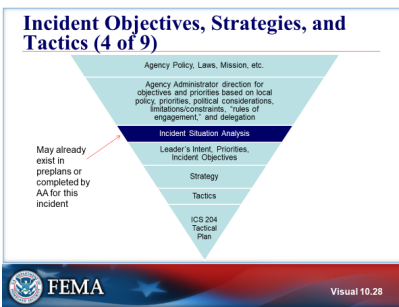 Incident Objectives, Strategies, and
Tactics (4 of 9)
Agency Policy, Laws, Mission, etc.
Agency Administrator direction for
objectives and priorities based on local
policy, priorities, political considerations,
limitations/constraints, "rules of
engagement," and delegation
Incident Situation Analysis
Leader's Intent, Priorities,
Incident Objectives
Strategy
Tactics
ICS 204
Tactical
Plan
May already
exist in
preplans or
completed by
AA for this
incident
FEMA
Visual 10.28